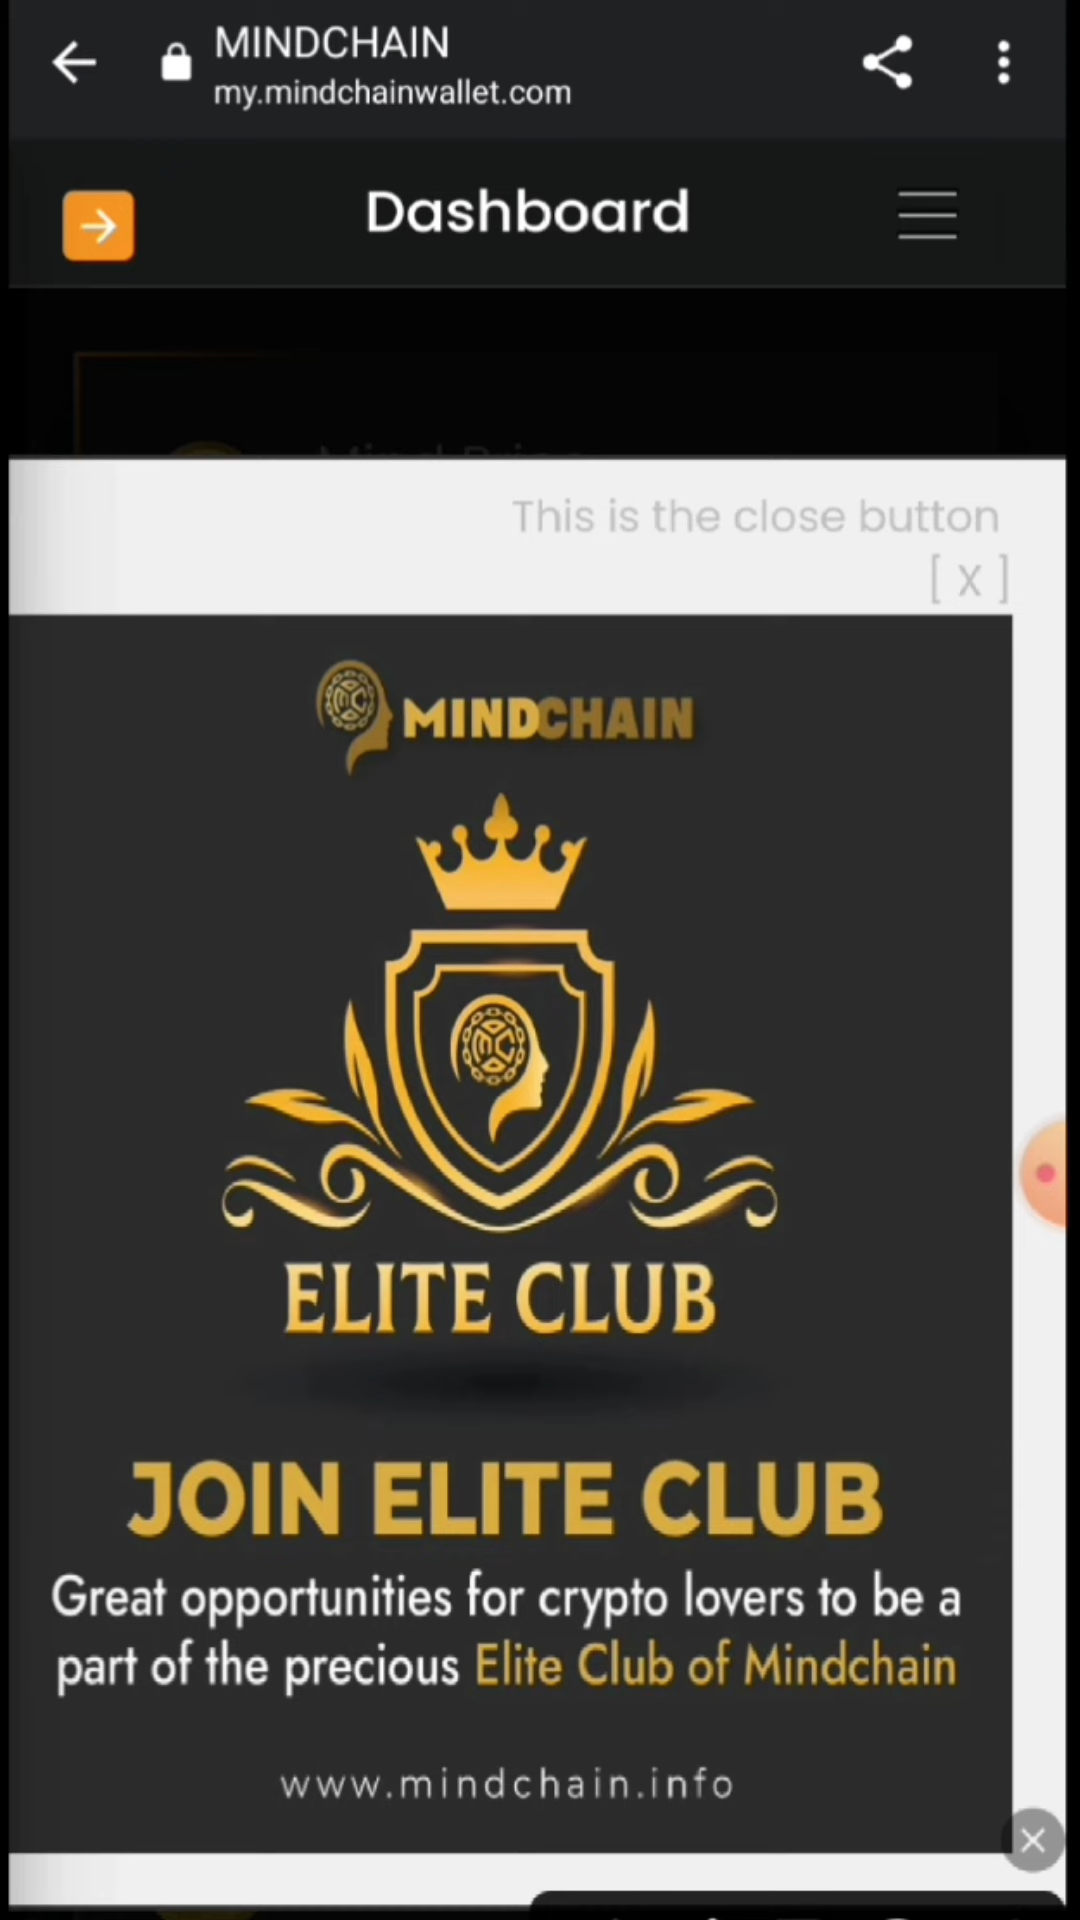 MINDCHAIN
my.mindchainwallet.com
Dashboard
This is the close button
[ X ]
MINDCHAIN
ELITE CLUB
JOIN ELITE CLUB
Great opportunities for crypto lovers to be a
part of the precious Elite Club of Mindchain
www.mindchain.info